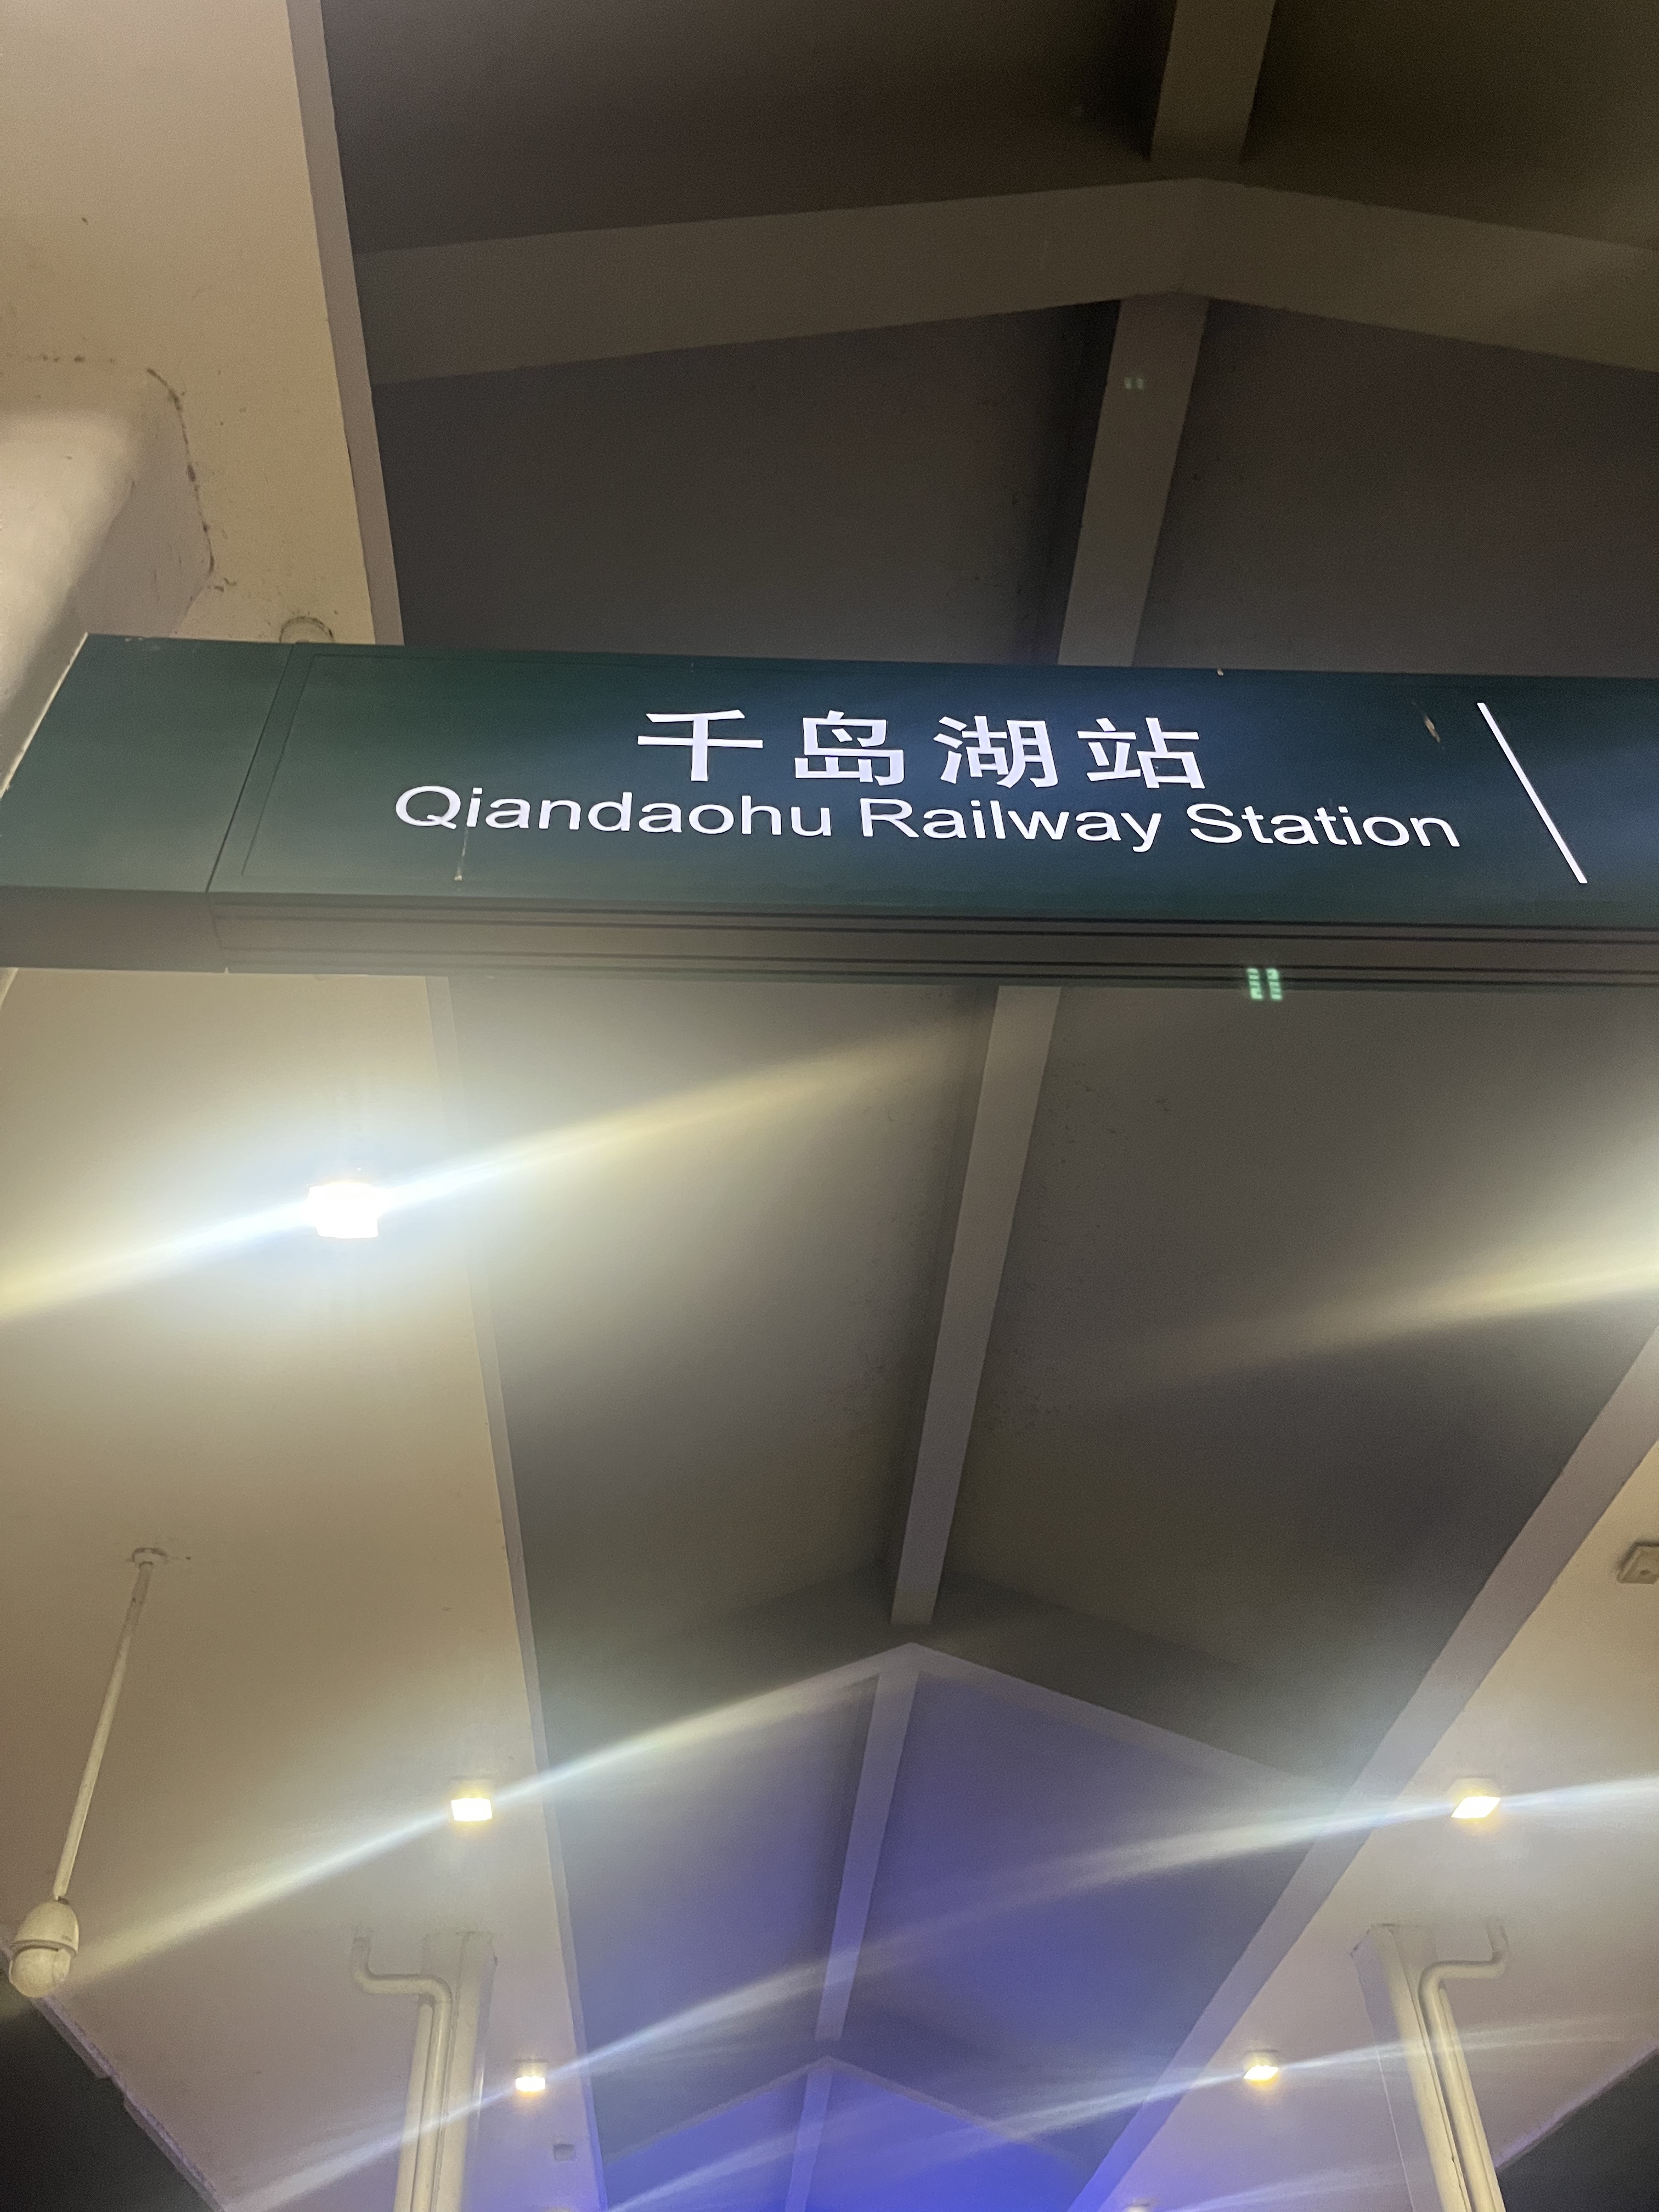 千岛湖站
Qiandaohu Railway Station